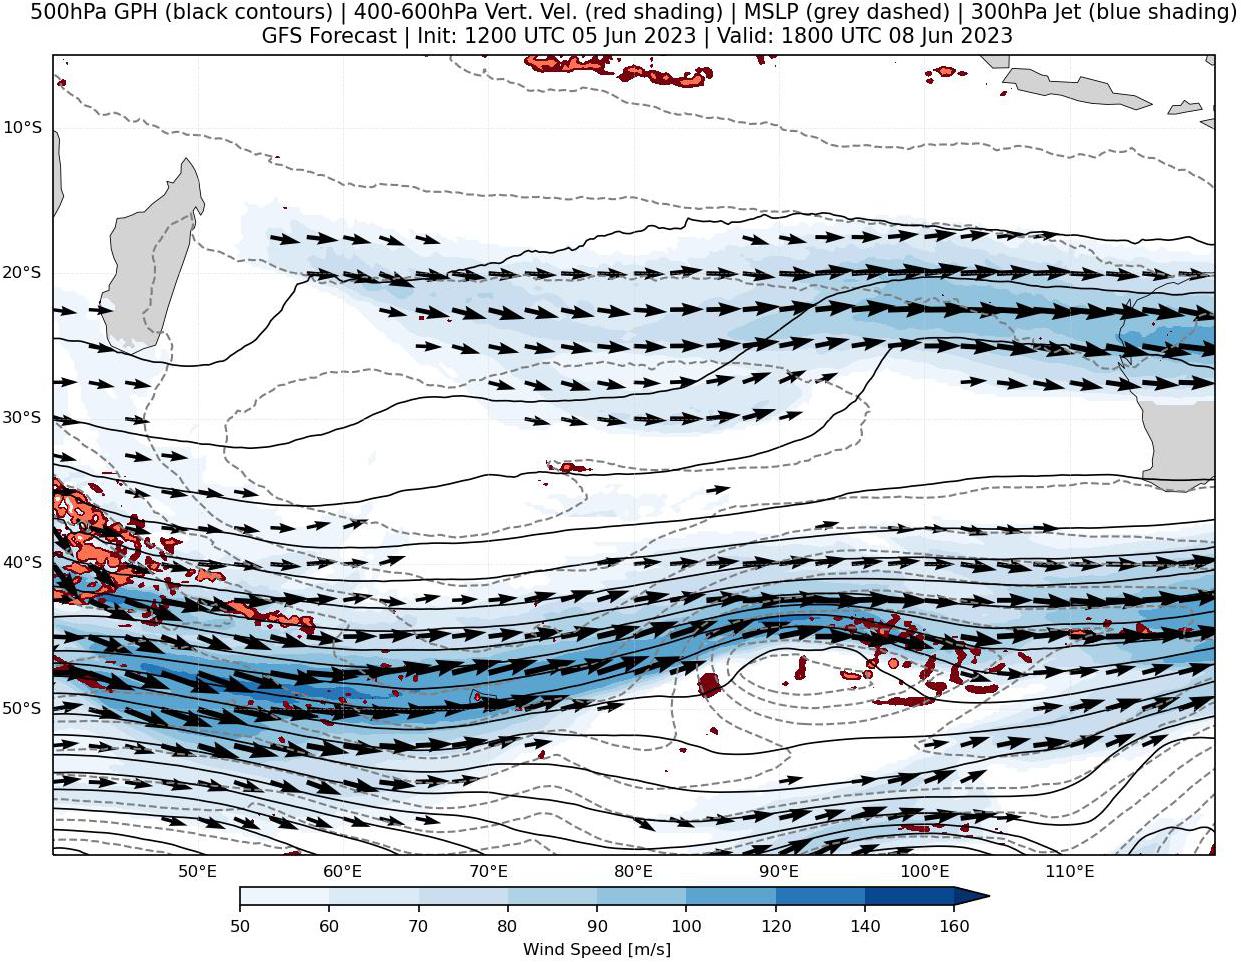 500hPa GPH (black contours) | 400-600hPa Vert. Vel. (red shading) | MSLP (grey dashed) | 300hPa Jet (blue shading)
GFS Forecast | Init: 1200 UTC 05 Jun 2023 | Valid: 1800 UTC 08 Jun 2023
10°S
20°S
30°S
40°S
50°S
50°E 60°E 70°E 80°E 90°E 100°E 110°E
50 60 70 80 90 100 120 140 160
Wind Speed [m/s]